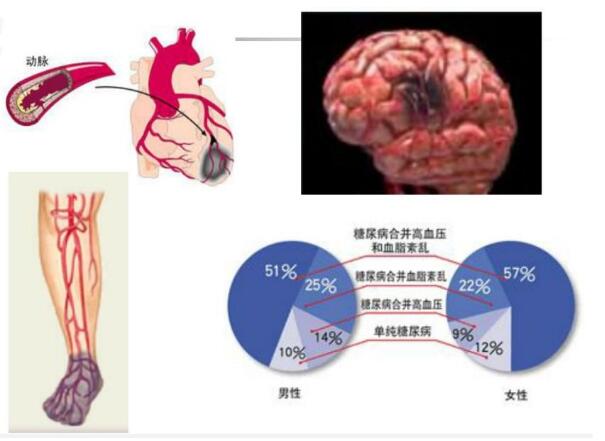 动脉
糖尿病合并高血压
和血脂紊乱
51%
25%
糖尿病合并血脂紊乱
22%
57%
糖尿病合并高血压
14%
9%
10%
单纯糖尿病
12%
男性
女性